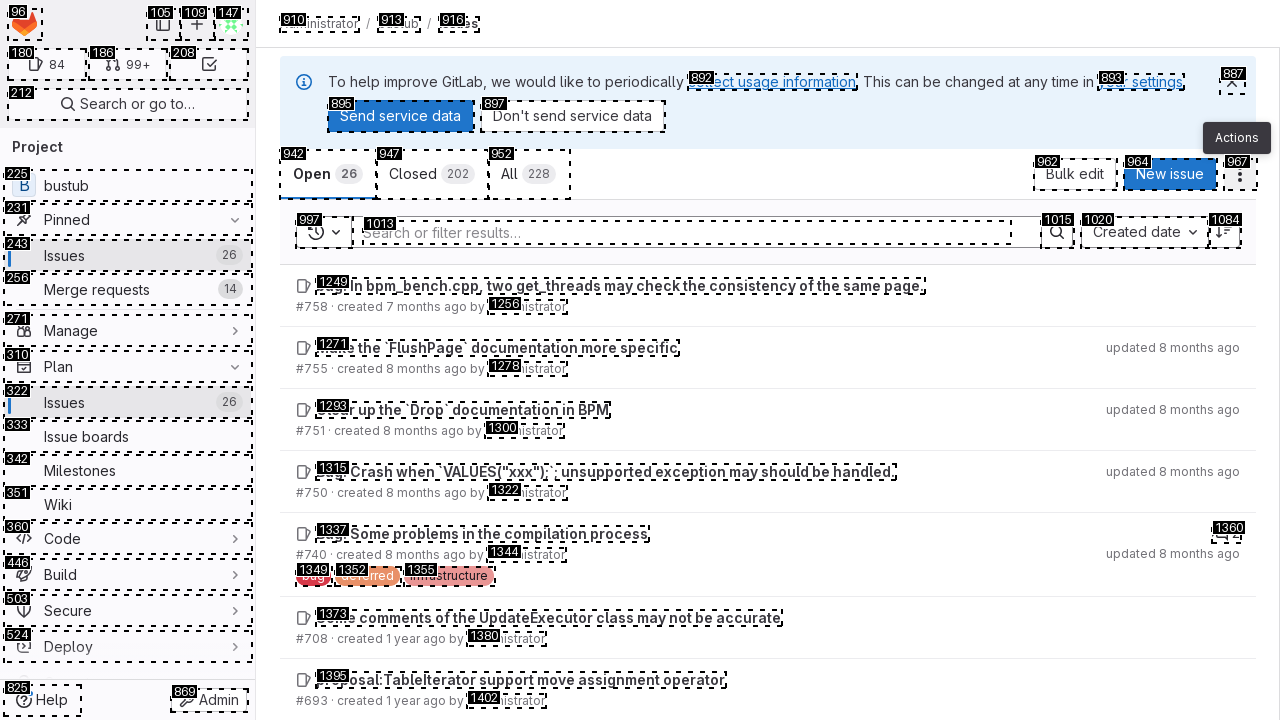 96
105
109
147
180
84
186
99+
208
212
Search or go to…
Project
225
B
bustub
231
Pinned
243
Issues
26
256
Merge requests
14
271
Manage
310
Plan
322
Issues
26
333
Issue boards
342
Milestones
351
Wiki
360
Code
446
Build
503
Secure
524
Deploy
825
Help
869
Admin
910
/
913
/
916
To help improve GitLab, we would like to periodically 892 collect usage information. This can be changed at any time in 893 your settings.
887
895
Send service data
897
Don't send service data
Actions
942
Open 26
947
Closed 202
952
All 228
962
Bulk edit
964
New issue
967
997
1013
Search or filter results…
1015
1020
Created date
1084
1249
In bpm_bench.cpp, two get_threads may check the consistency of the same page.
#758 · created 7 months ago by 1256
1271
the `FlushPage` documentation more specific
#755 · created 8 months ago by 1278
updated 8 months ago
1293
up the `Drop` documentation in BPM
#751 · created 8 months ago by 1300
updated 8 months ago
1315
Crash when `VALUES("xxx");`, unsupported exception may should be handled.
#750 · created 8 months ago by 1322
updated 8 months ago
1337
Some problems in the compilation process
1360
#740 · created 8 months ago by 1344
updated 8 months ago
1349
bug
1352
deferred
1355
infrastructure
1373
Some comments of the UpdateExecutor class may not be accurate
#708 · created 1 year ago by 1380
1395
proposal:TableIterator support move assignment operator
#693 · created 1 year ago by 1402